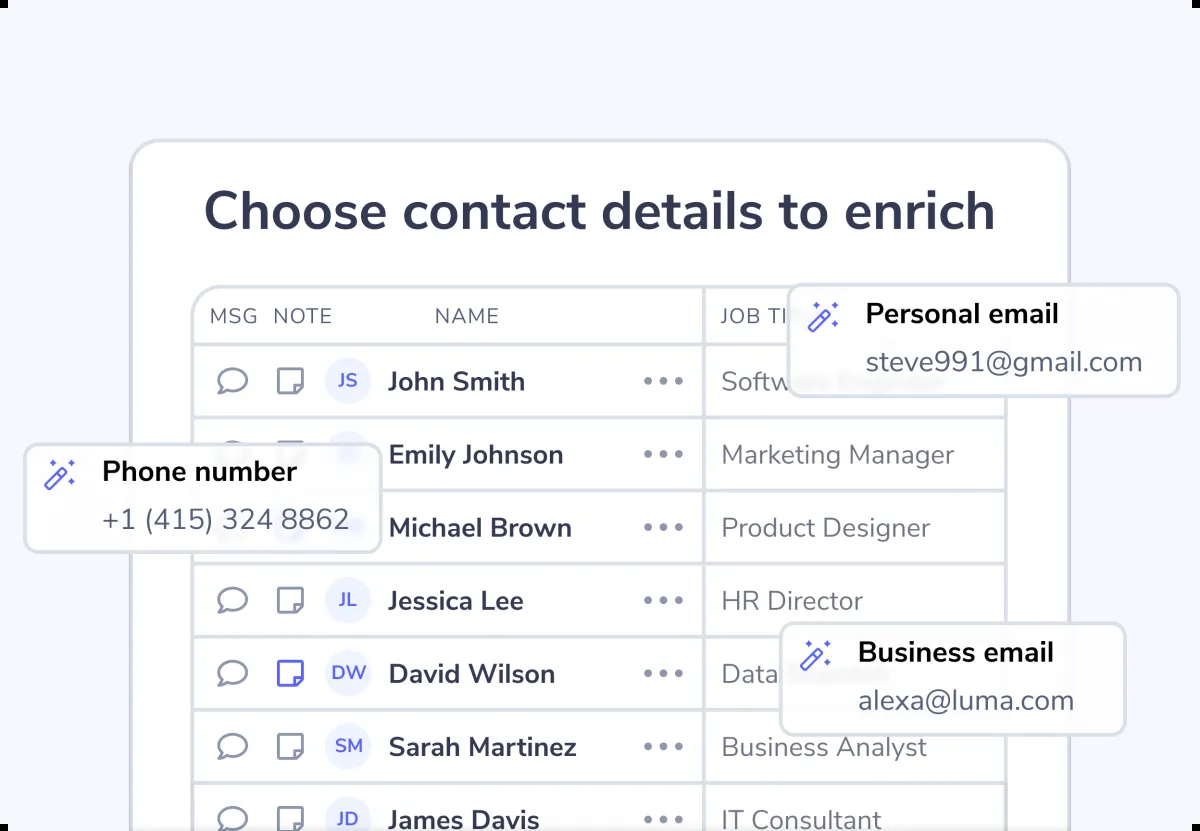 Choose contact details to enrich
MSG NOTE NAME JOB TI
Personal email
steve991@gmail.com
JS John Smith Softw
Emily Johnson Marketing Manager
Phone number
+1 (415) 324 8862
Michael Brown Product Designer
JL Jessica Lee HR Director
Business email
alexa@luma.com
DW David Wilson Data
SM Sarah Martinez Business Analyst
JD James Davis IT Consultant